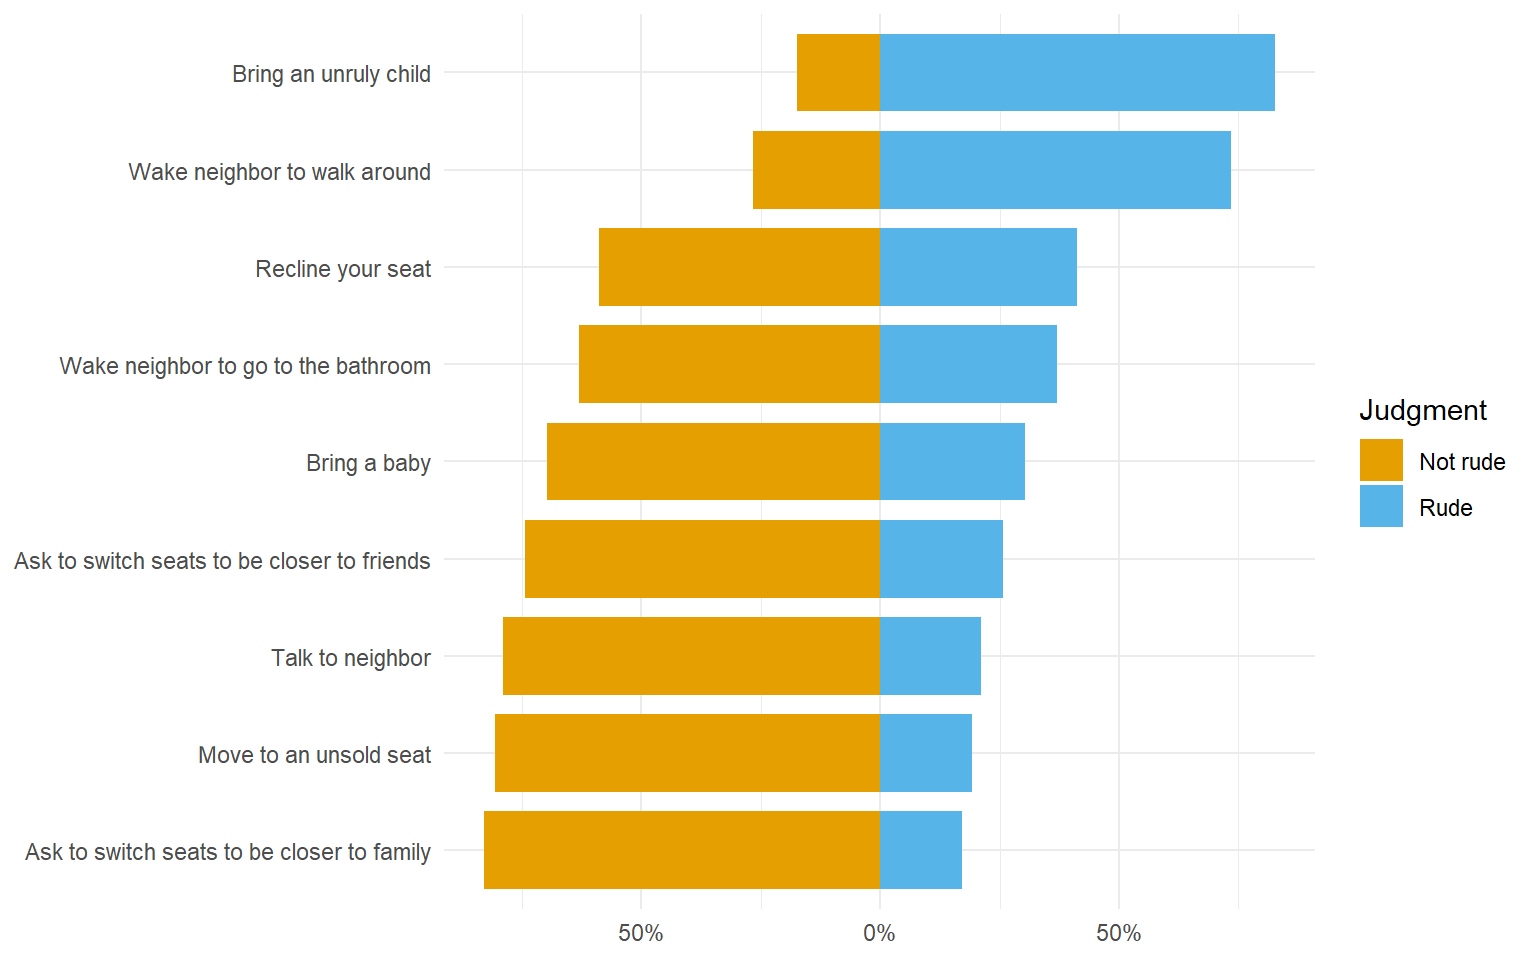 Bring an unruly child
Wake neighbor to walk around
Recline your seat
Wake neighbor to go to the bathroom
Bring a baby
Ask to switch seats to be closer to friends
Talk to neighbor
Move to an unsold seat
Ask to switch seats to be closer to family
50%
0%
50%
Judgment
Not rude
Rude